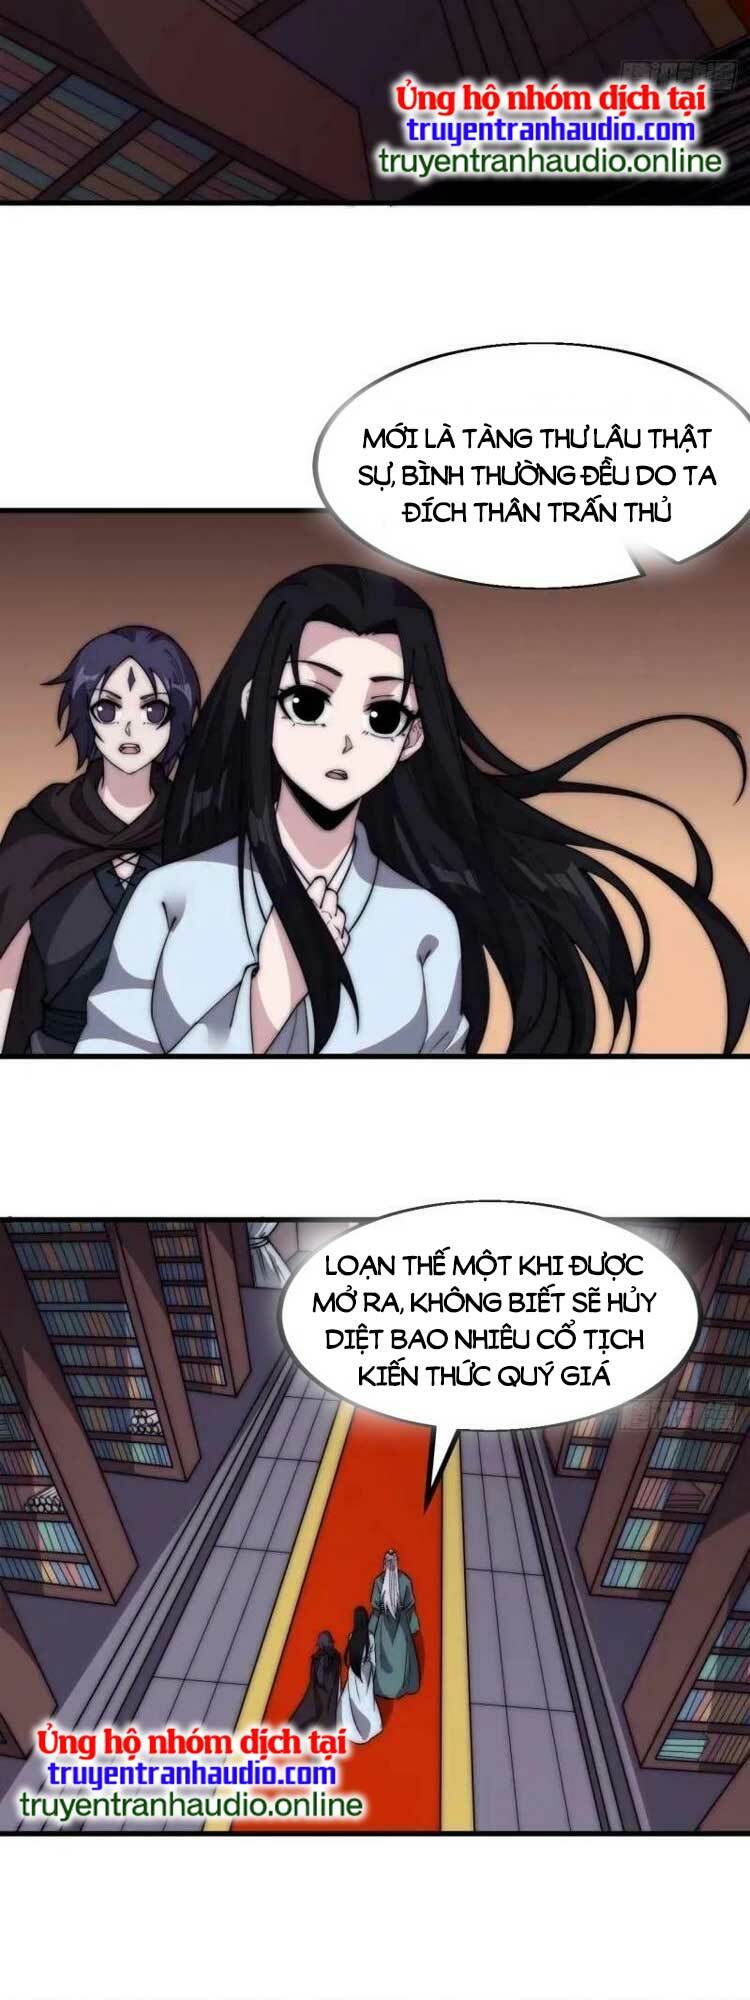 Ủng hộ nhóm dịch tại
truyentranhaudio.com
truyentranhaudio.online
MỚI LÀ TÀNG THƯ LÂU THẬT
SỰ, BÌNH THƯỜNG ĐỀU DO TA
ĐÍCH THÂN TRẤN THỦ
LOẠN THẾ MỘT KHI ĐƯỢC
MỞ RA, KHÔNG BIẾT SẼ HỦY
DIỆT BAO NHIÊU CỔ TỊCH
KIẾN THỨC QUÝ GIÁ
Ủng hộ nhóm dịch tại
truyentranhaudio.com
truyentranhaudio.online